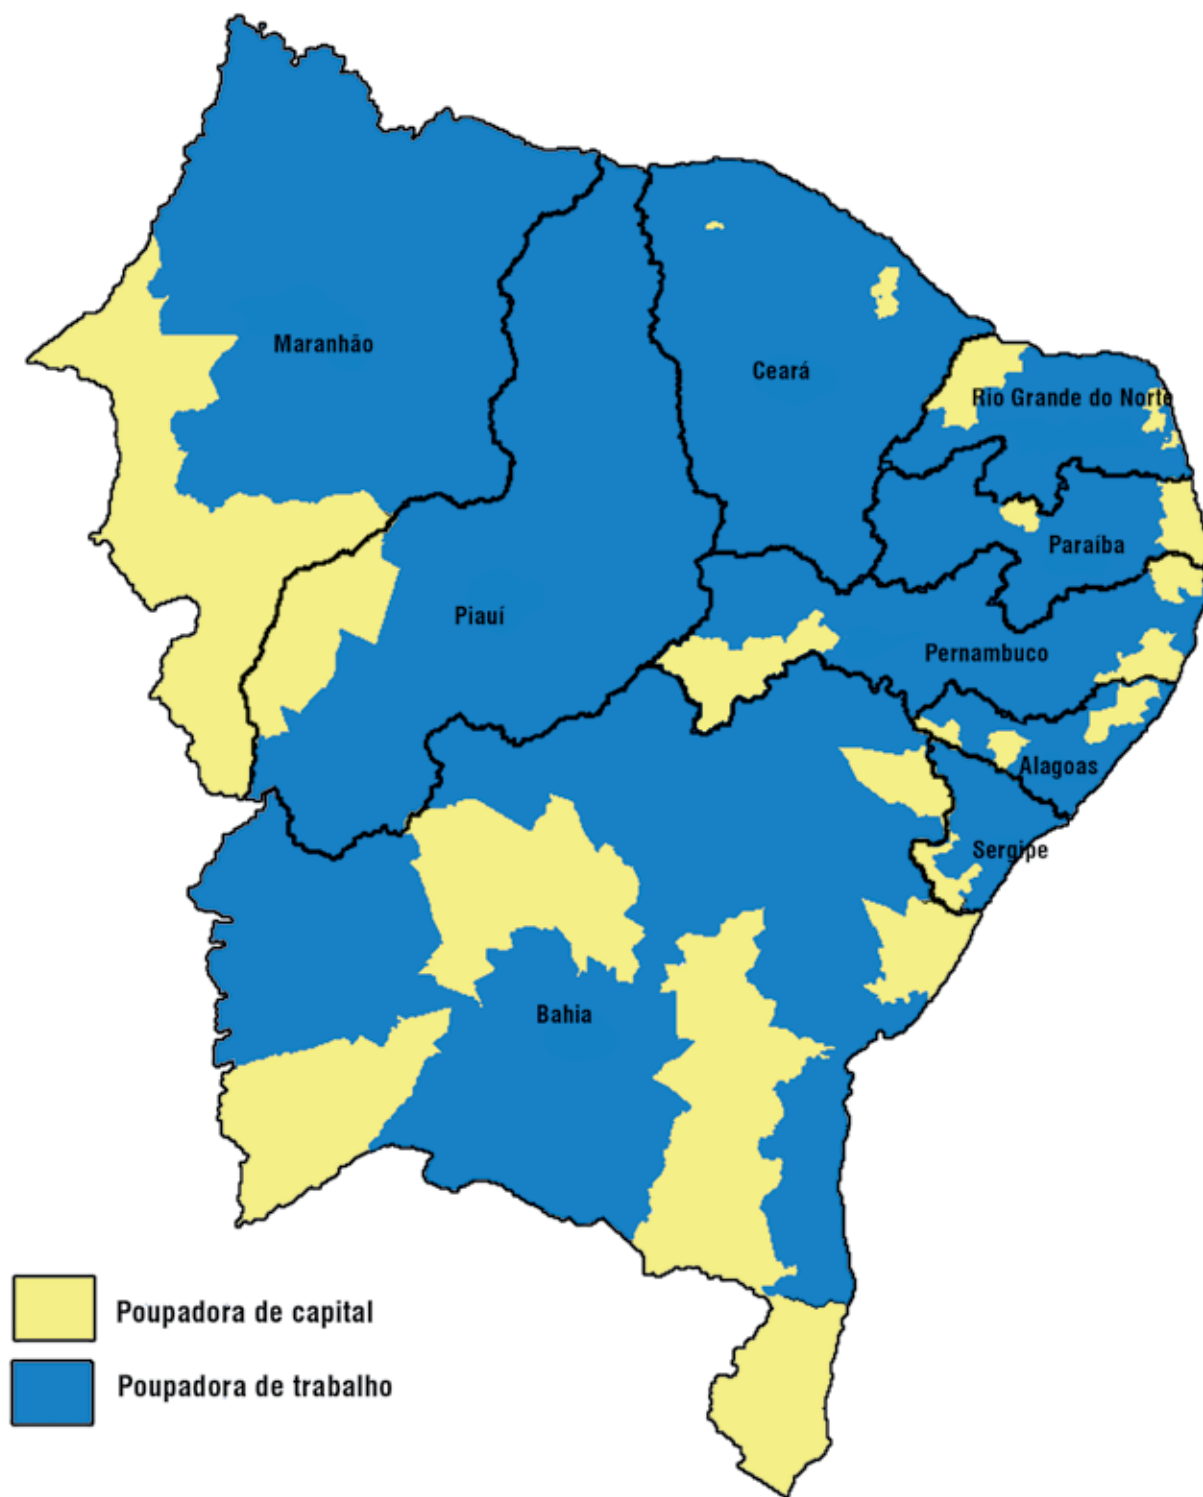 Maranhão
Ceará
Rio Grande do Norte
Paraíba
Piauí
Pernambuco
Alagoas
Sergipe
Bahia
Poupadora de capital
Poupadora de trabalho